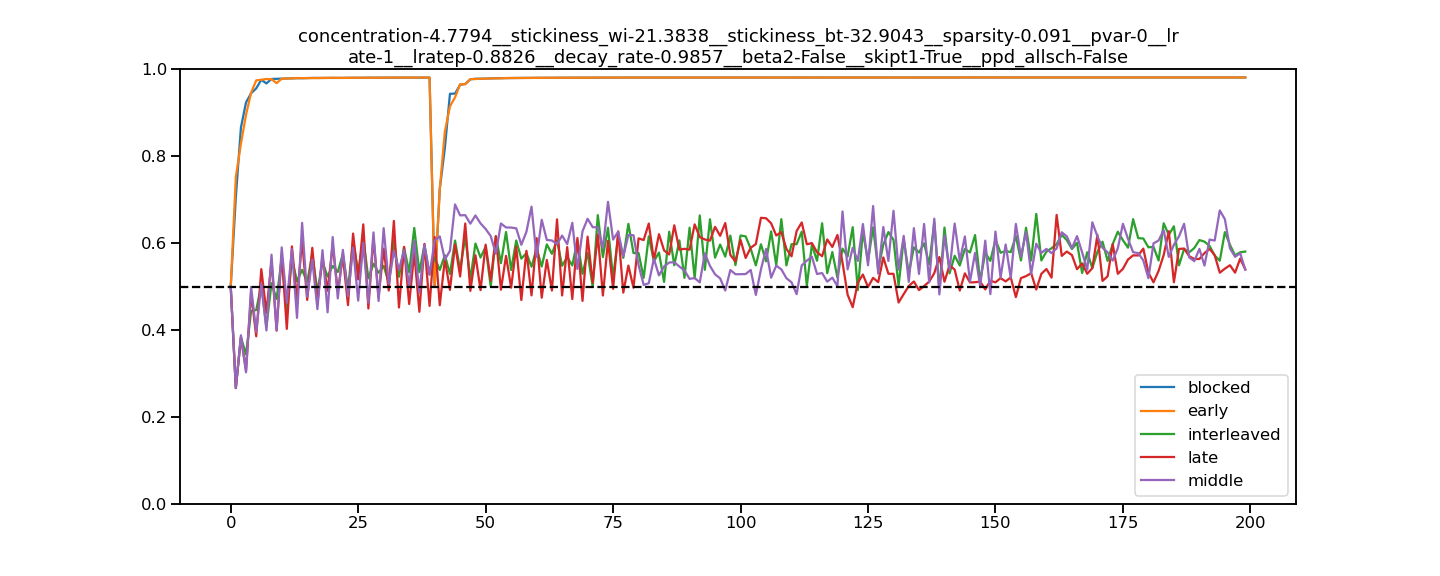 concentration-4.7794__stickiness_wi-21.3838__stickiness_bt-32.9043__sparsity-0.091__pvar-0__lr
ate-1__lratep-0.8826__decay_rate-0.9857__beta2-False__skipt1-True__ppd_allsch-False
1.0
0.8
0.6
0.4
0.2
0.0
0 25 50 75 100 125 150 175 200
blocked
early
interleaved
late
middle